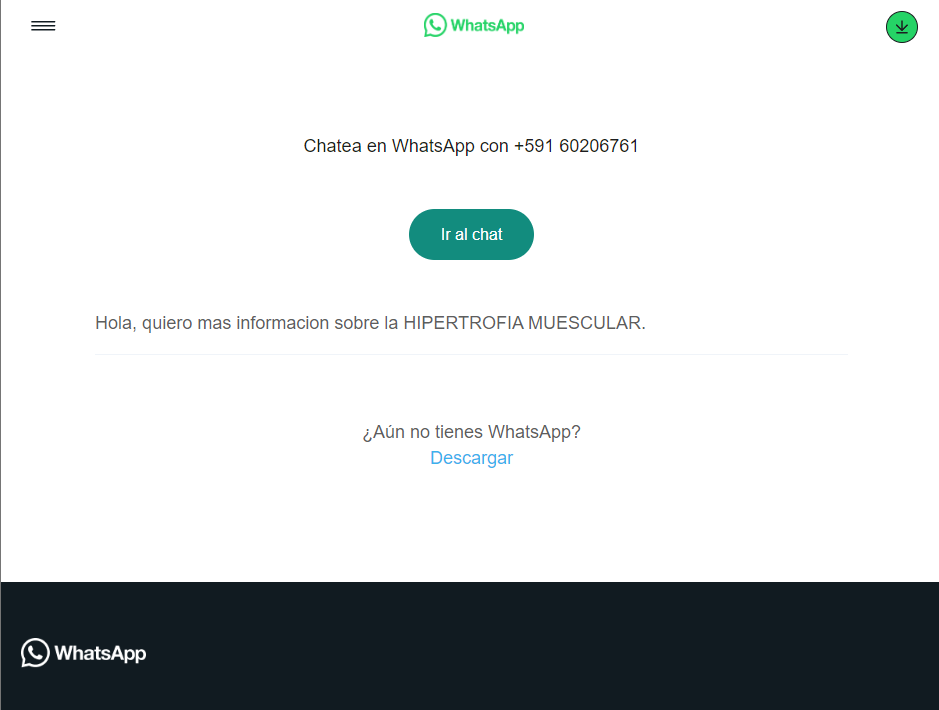 WhatsApp
Chatea en WhatsApp con +591 60206761
Ir al chat
Hola, quiero mas informacion sobre la HIPERTROFIA MUESCULAR.
¿Aún no tienes WhatsApp?
Descargar
WhatsApp